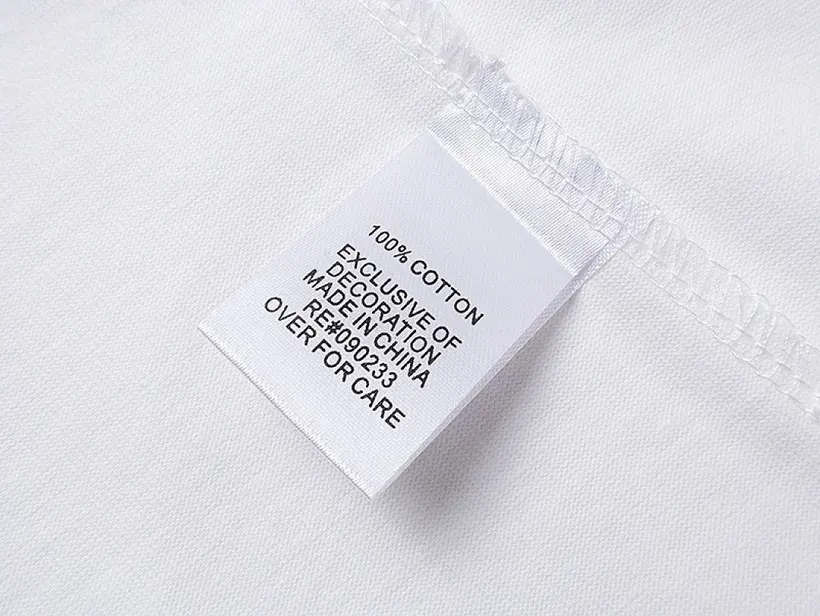 100% COTTON
EXCLUSIVE OF
DECORATION
MADE IN CHINA
RE#090233
OVER FOR CARE